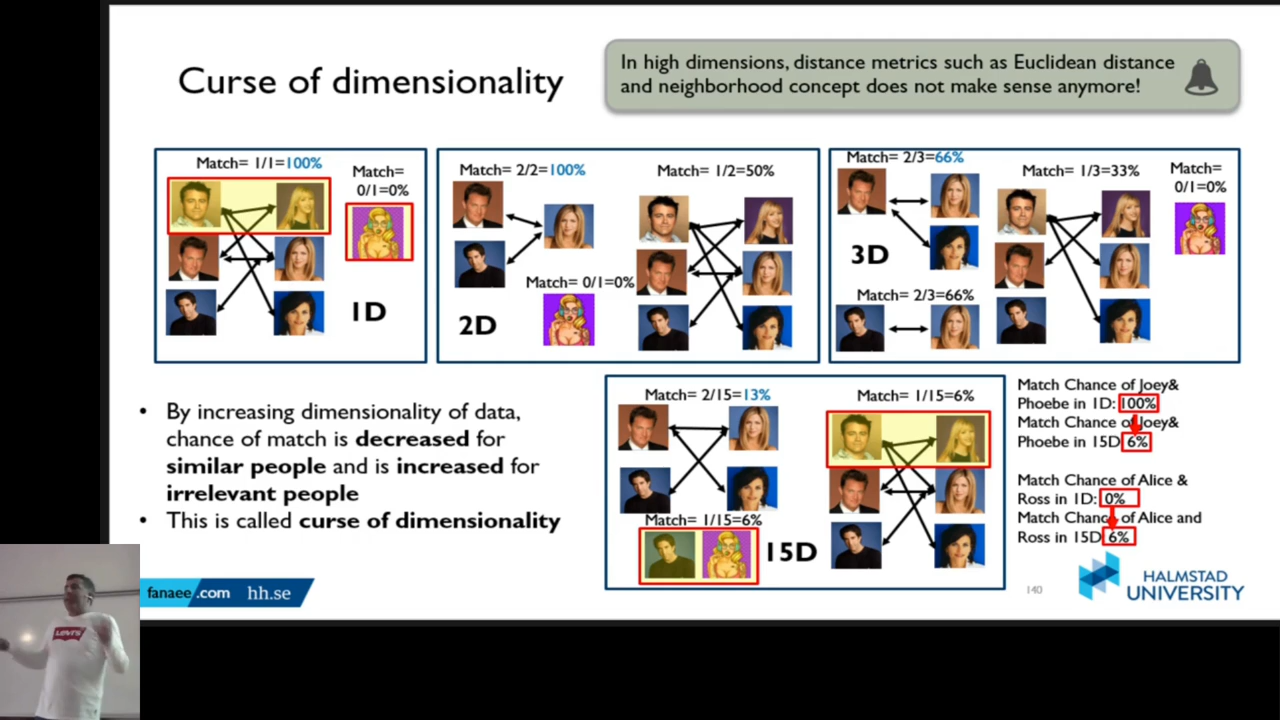 Curse of dimensionality
In high dimensions, distance metrics such as Euclidean distance
and neighborhood concept does not make sense anymore!
Match= 1/1=100%
Match=
0/1=0%
1D
Match= 2/2=100%
Match= 1/2=50%
Match= 0/1=0%
2D
Match= 2/3=66%
Match= 1/3=33%
Match=
0/1=0%
3D
Match= 2/3=66%
• By increasing dimensionality of data,
chance of match is decreased for
similar people and is increased for
irrelevant people
• This is called curse of dimensionality
Match= 2/15=13%
Match= 1/15=6%
Match= 1/15=6%
15D
Match Chance of Joey&
Phoebe in 1D: 100%
Match Chance of Joey&
Phoebe in 15D 6%
Match Chance of Alice &
Ross in 1D: 0%
Match Chance of Alice and
Ross in 15D 6%
LEVI'S
fanaee.com hh.se
140
HALMSTAD
UNIVERSITY